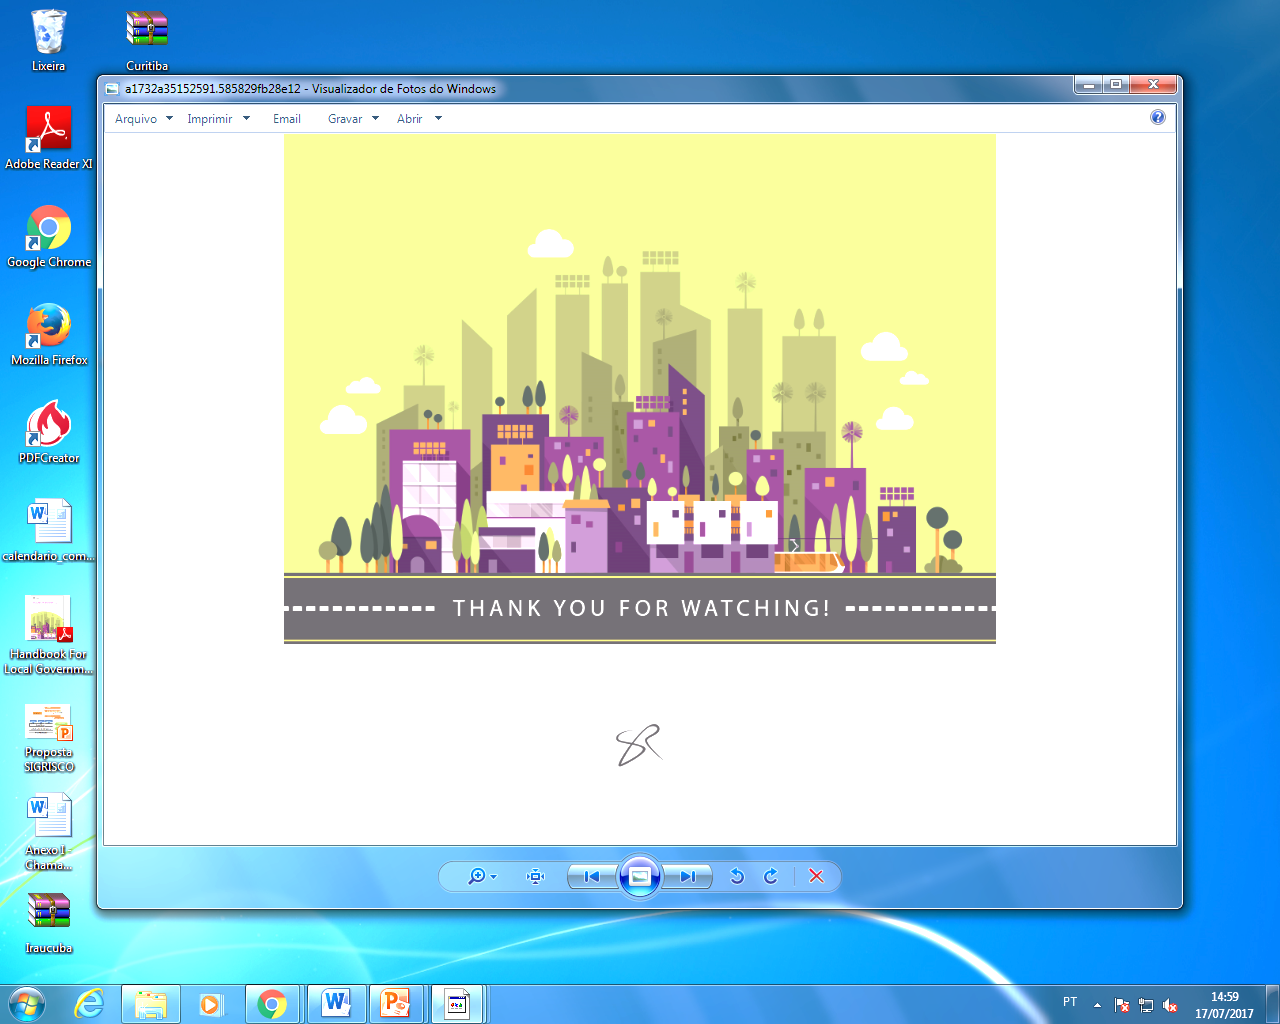 Lixeira
Curitiba
a1732a35152591.585829fb28e12 - Visualizador de Fotos do Windows
Arquivo Imprimir Email Gravar Abrir
Adobe Reader XI
Google Chrome
Mozilla Firefox
PDFCreator
calendario_com...
Handbook For
Local Governm...
Proposta
SIGRISCO
Anexo I -
Chama...
Iraucuba
THANK YOU FOR WATCHING!
SR
PT
14:59
17/07/2017